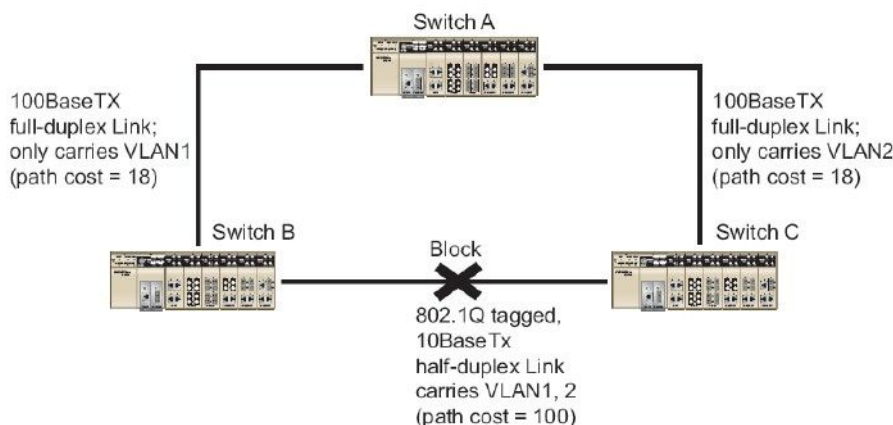 Switch A
100BaseTX
full-duplex Link;
only carries VLAN1
(path cost = 18)
100BaseTX
full-duplex Link;
only carries VLAN2
(path cost = 18)
Switch B
Block
Switch C
802.1Q tagged,
10BaseTx
half-duplex Link
carries VLAN1, 2
(path cost = 100)